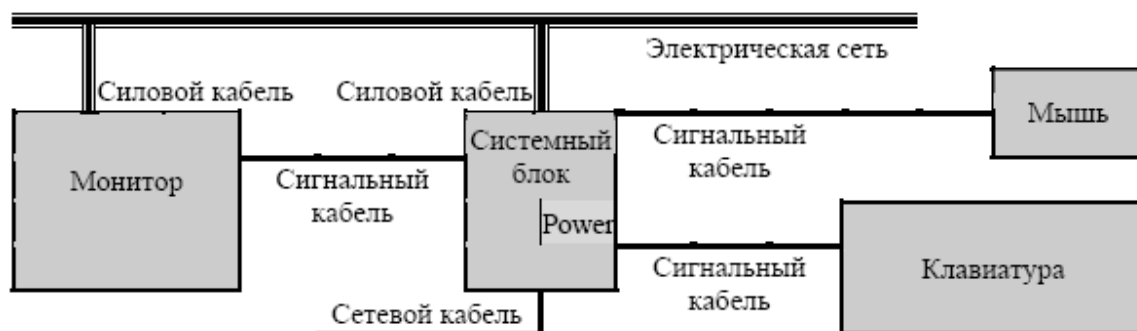 Электрическая сеть
Силовой кабель
Силовой кабель
Мышь
Системный
блок
Сигнальный
кабель
Монитор
Сигнальный
кабель
Power
Клавиатура
Сигнальный
кабель
Сетевой кабель